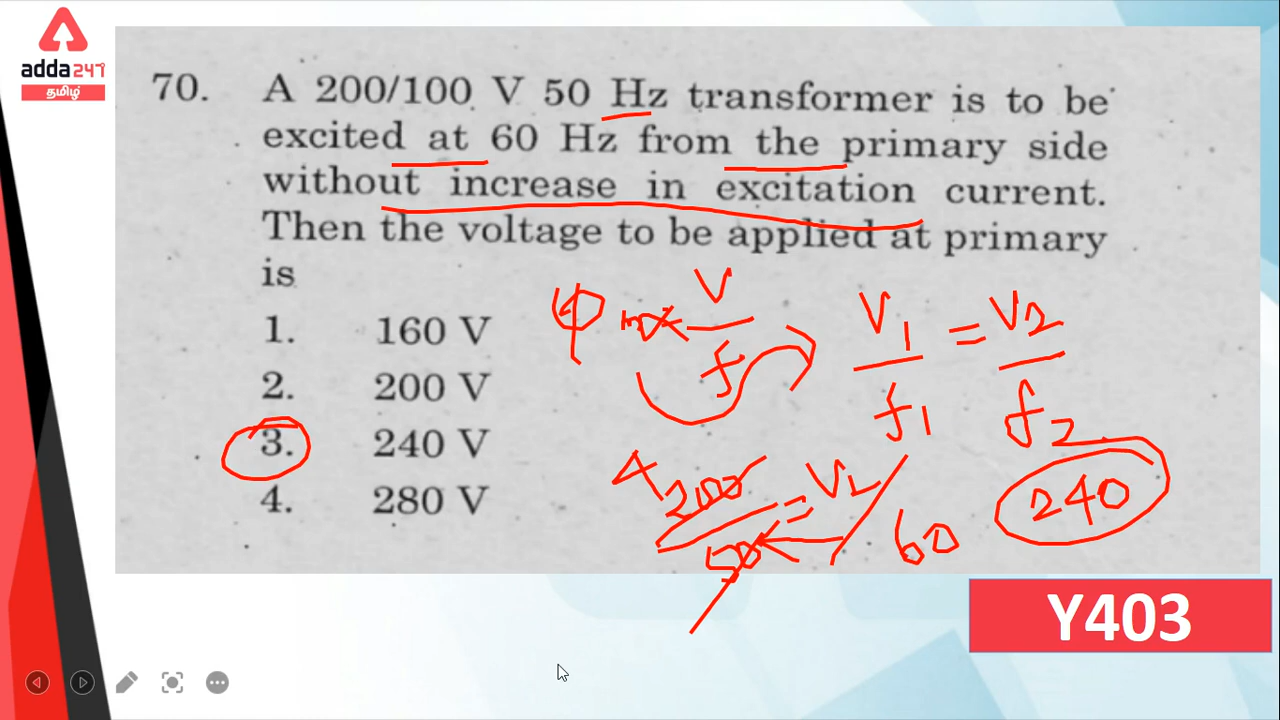 adda247
தமிழ்
70. A 200/100 V 50 Hz transformer is to be
excited at 60 Hz from the primary side
without increase in excitation current.
Then the voltage to be applied at primary
is
1. 160 V
2. 200 V
3. 240 V
4. 280 V
V
f
V1 = V2
f1 f2
4 200 = V2
50 60
240
Y403